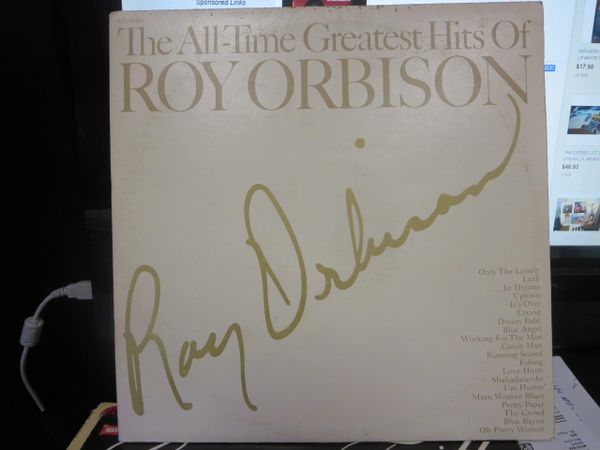 Sponsored Links
The All-Time Greatest Hits Of
ROY ORBISON
Roy Orbison
Only The Lonely
Leah
In Dreams
Uptown
It's Over
Crying
Dream Baby
Blue Angel
Working For The Man
Candy Man
Running Scared
Falling
Love Hurts
Shahadaroba
I'm Hurtin'
Mean Woman Blues
Pretty Paper
The Crowd
Blue Bayou
Oh Pretty Woman
$17.50
$46.03